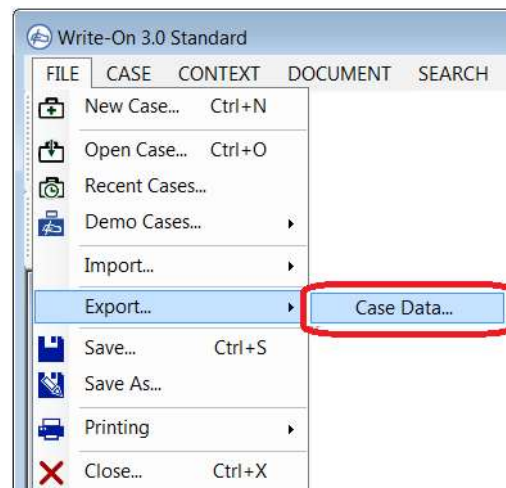 Write-On 3.0 Standard
FILE CASE CONTEXT DOCUMENT SEARCH
New Case... Ctrl+N
Open Case... Ctrl+O
Recent Cases...
Demo Cases...
Import...
Export... Case Data...
Save... Ctrl+S
Save As...
Printing
Close... Ctrl+X